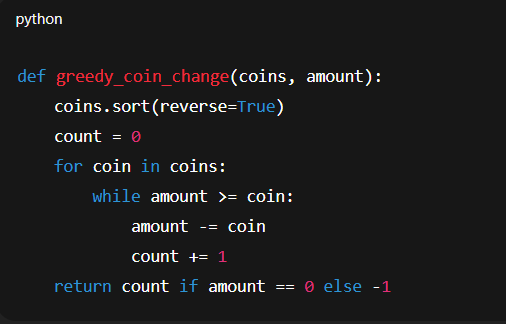 python
def greedy_coin_change(coins, amount):
    coins.sort(reverse=True)
    count = 0
    for coin in coins:
        while amount >= coin:
            amount -= coin
            count += 1
    return count if amount == 0 else -1